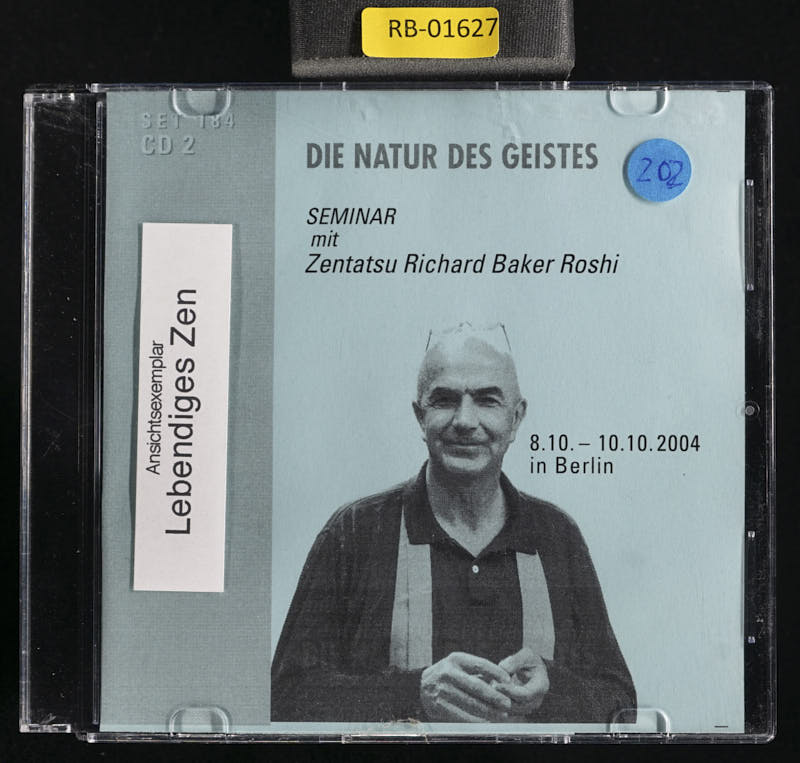 RB-01627
SET 184
CD 2
DIE NATUR DES GEISTES
202
SEMINAR
mit
Zentatsu Richard Baker Roshi
Ansichtsexemplar
Lebendiges Zen
8.10. – 10.10.2004
in Berlin